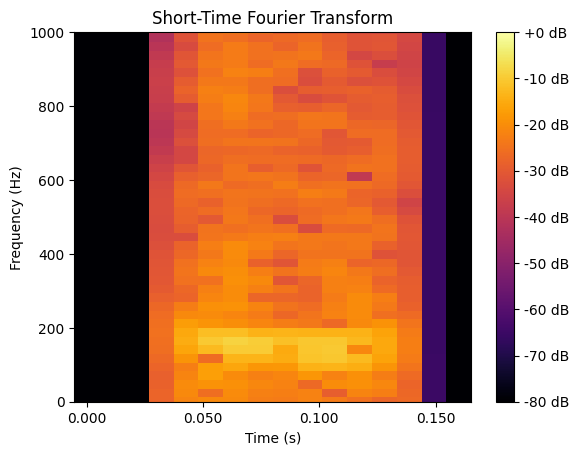 Short-Time Fourier Transform
1000
800
600
400
200
0
Frequency (Hz)
0.000
0.050
0.100
0.150
Time (s)
+0 dB
-10 dB
-20 dB
-30 dB
-40 dB
-50 dB
-60 dB
-70 dB
-80 dB